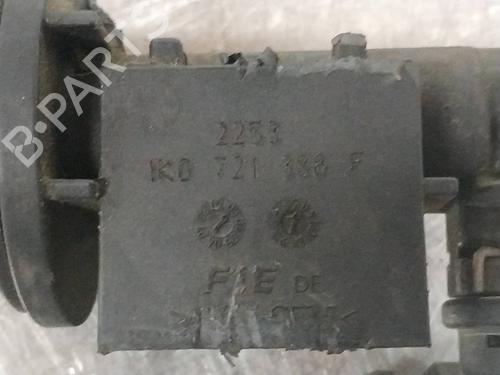 2253
1K0 721 388 F
FTE DE
B-PARTS